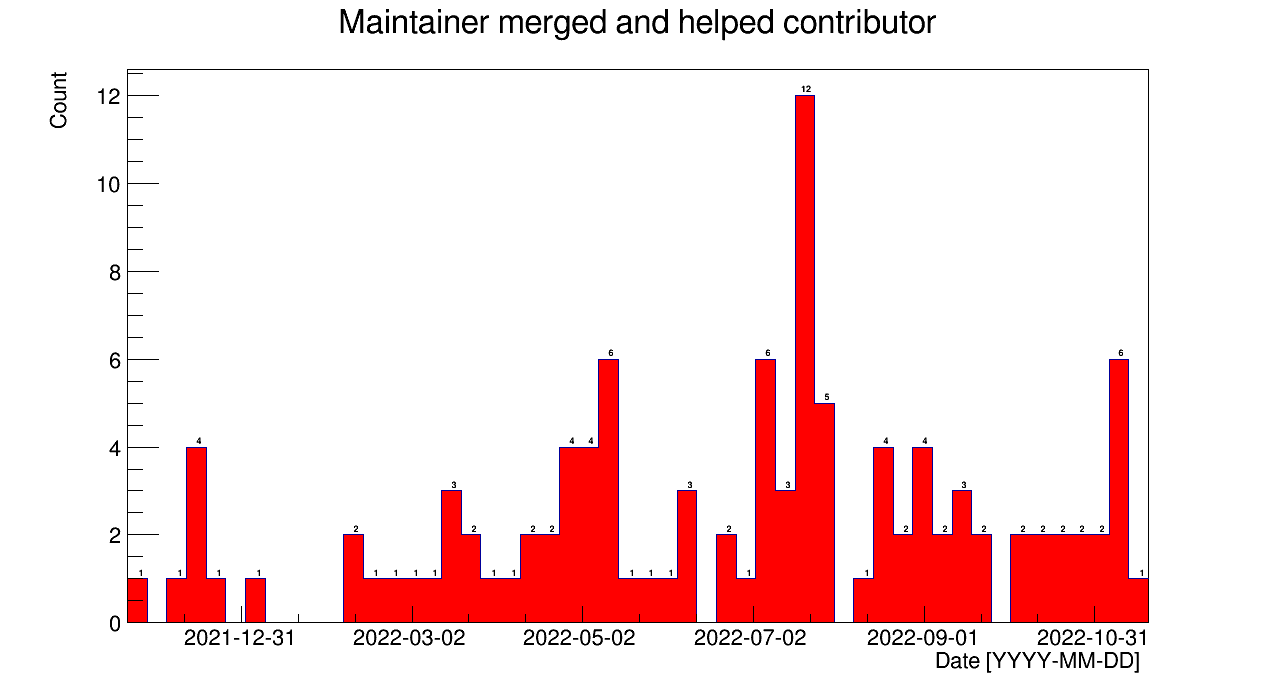 Maintainer merged and helped contributor
Count
12
10
8
6
4
2
0
1 1 4 1 1 2 1 1 1 1 3 2 1 1 2 2 4 4 6 1 1 1 3 2 1 6 3 12 5 1 4 2 4 2 3 2 2 2 2 2 2 6 1
2021-12-31 2022-03-02 2022-05-02 2022-07-02 2022-09-01 2022-10-31
Date [YYYY-MM-DD]